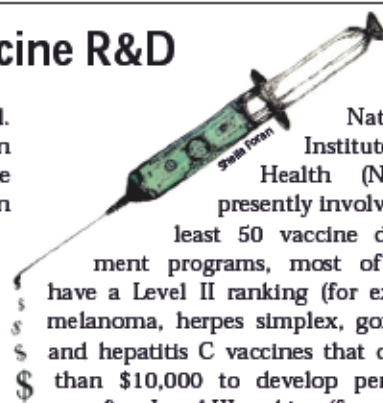 cine R&D
l.
n
e
n
Sheila Foran
Nat
Institute
Health (N
presently involv
least 50 vaccine d
ment programs, most of
have a Level II ranking (for ex
melanoma, herpes simplex, go
and hepatitis C vaccines that c
than $10,000 to develop per
$
$
$
$